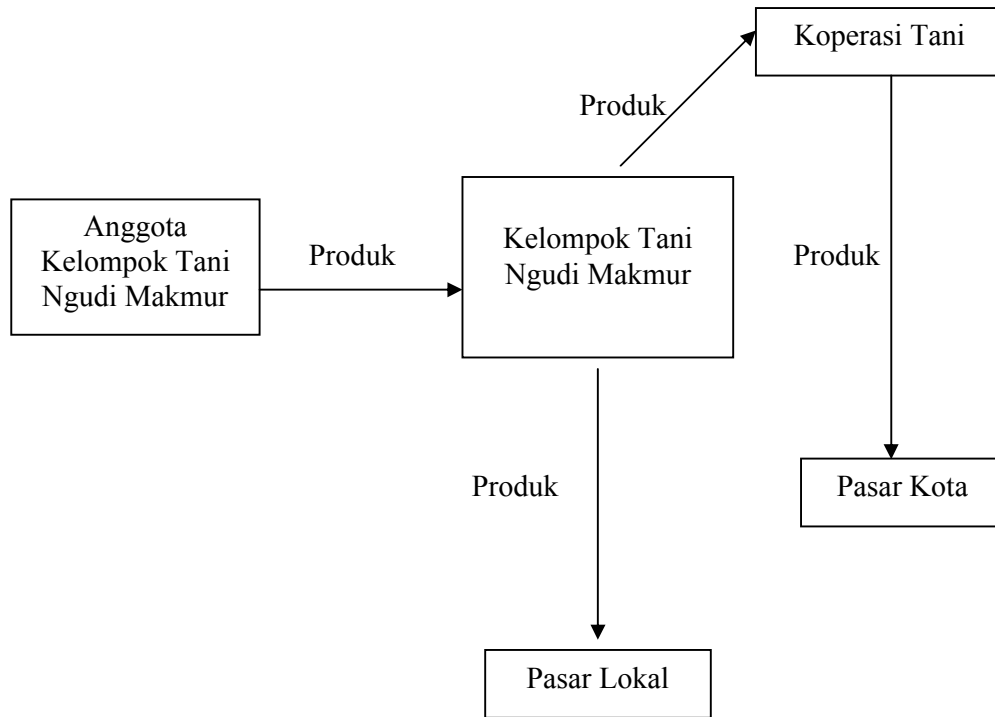 Koperasi Tani
Produk
Anggota
Kelompok Tani
Ngudi Makmur
Produk
Kelompok Tani
Ngudi Makmur
Produk
Produk
Pasar Kota
Pasar Lokal